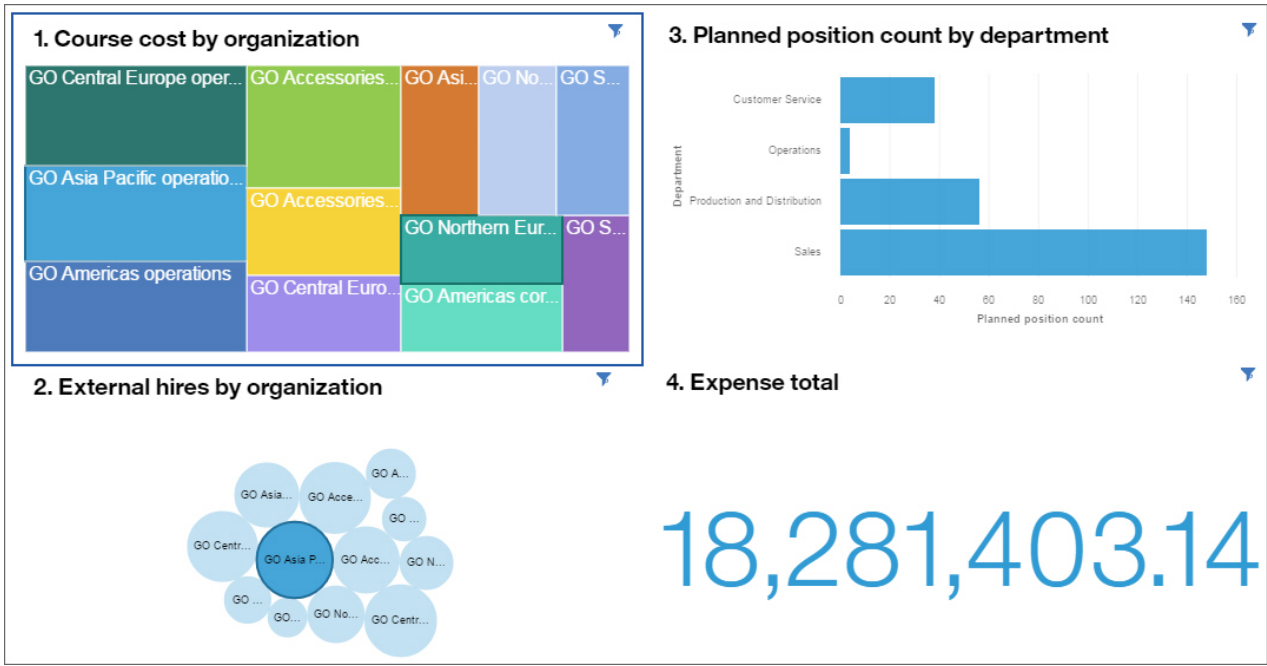 1. Course cost by organization
GO Central Europe oper...
GO Accessories...
GO Asi...
GO No...
GO S...
GO Asia Pacific operatio...
GO Accessories...
GO Northern Eur...
GO S...
GO Americas operations
GO Central Euro...
GO Americas cor...
2. External hires by organization
GO A...
GO Asia...
GO Acce...
GO ...
GO Centr...
GO Asia P...
GO Acc...
GO N...
GO ...
GO...
GO No...
GO Centr...
3. Planned position count by department
Department
Customer Service
Operations
Production and Distribution
Sales
0 20 40 60 80 100 120 140 160
Planned position count
4. Expense total
18,281,403.14